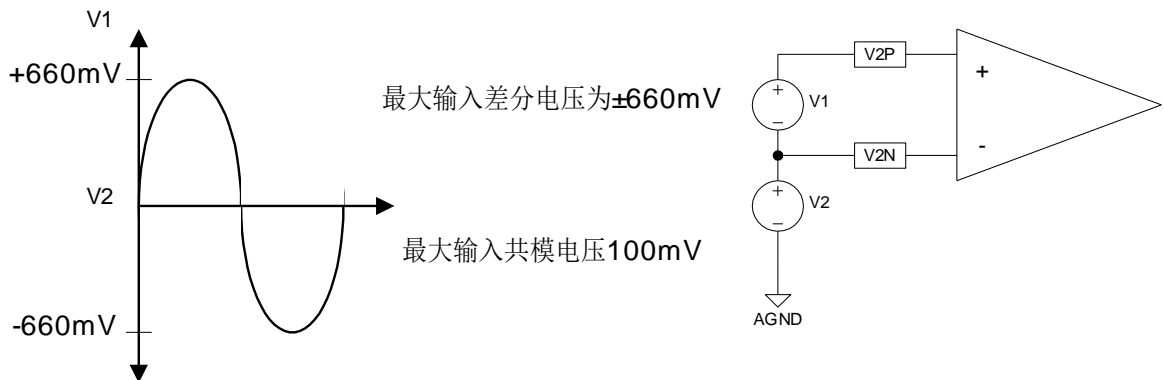 V1
+660mV
V2
-660mV
最大输入差分电压为±660mV
最大输入共模电压100mV
V2P
+
+
V1
−
V2N
-
+
V2
−
AGND